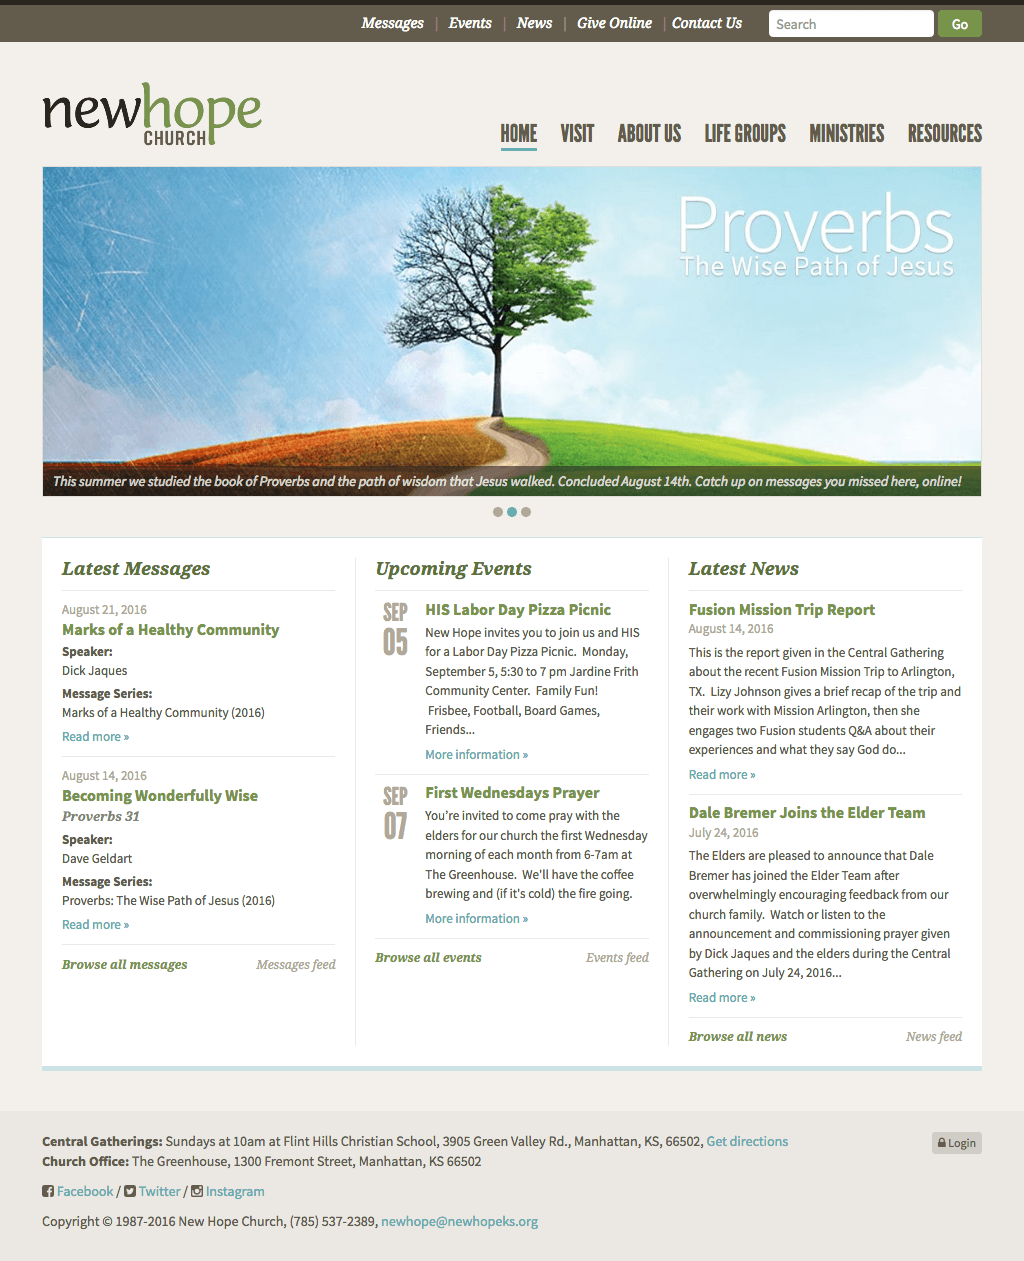 Messages | Events | News | Give Online | Contact Us Search Go
newhope
CHURCH
HOME VISIT ABOUT US LIFE GROUPS MINISTRIES RESOURCES
Proverbs
The Wise Path of Jesus
This summer we studied the book of Proverbs and the path of wisdom that Jesus walked. Concluded August 14th. Catch up on messages you missed here, online!
Latest Messages
August 21, 2016
Marks of a Healthy Community
Speaker:
Dick Jaques
Message Series:
Marks of a Healthy Community (2016)
Read more »
August 14, 2016
Becoming Wonderfully Wise
Proverbs 31
Speaker:
Dave Geldart
Message Series:
Proverbs: The Wise Path of Jesus (2016)
Read more »
Browse all messages Messages feed
Upcoming Events
SEP
05
HIS Labor Day Pizza Picnic
New Hope invites you to join us and HIS
for a Labor Day Pizza Picnic. Monday,
September 5, 5:30 to 7 pm Jardine Frith
Community Center. Family Fun!
Frisbee, Football, Board Games,
Friends...
More information »
SEP
07
First Wednesdays Prayer
You're invited to come pray with the
elders for our church the first Wednesday
morning of each month from 6-7am at
The Greenhouse. We'll have the coffee
brewing and (if it's cold) the fire going.
More information »
Browse all events Events feed
Latest News
Fusion Mission Trip Report
August 14, 2016
This is the report given in the Central Gathering
about the recent Fusion Mission Trip to Arlington,
TX. Lizy Johnson gives a brief recap of the trip and
their work with Mission Arlington, then she
engages two Fusion students Q&A about their
experiences and what they say God do...
Read more »
Dale Bremer Joins the Elder Team
July 24, 2016
The Elders are pleased to announce that Dale
Bremer has joined the Elder Team after
overwhelmingly encouraging feedback from our
church family. Watch or listen to the
announcement and commissioning prayer given
by Dick Jaques and the elders during the Central
Gathering on July 24, 2016...
Read more »
Browse all news News feed
Central Gatherings: Sundays at 10am at Flint Hills Christian School, 3905 Green Valley Rd., Manhattan, KS, 66502, Get directions
Login
Church Office: The Greenhouse, 1300 Fremont Street, Manhattan, KS 66502
Facebook / Twitter / Instagram
Copyright © 1987-2016 New Hope Church, (785) 537-2389, newhope@newhopeks.org